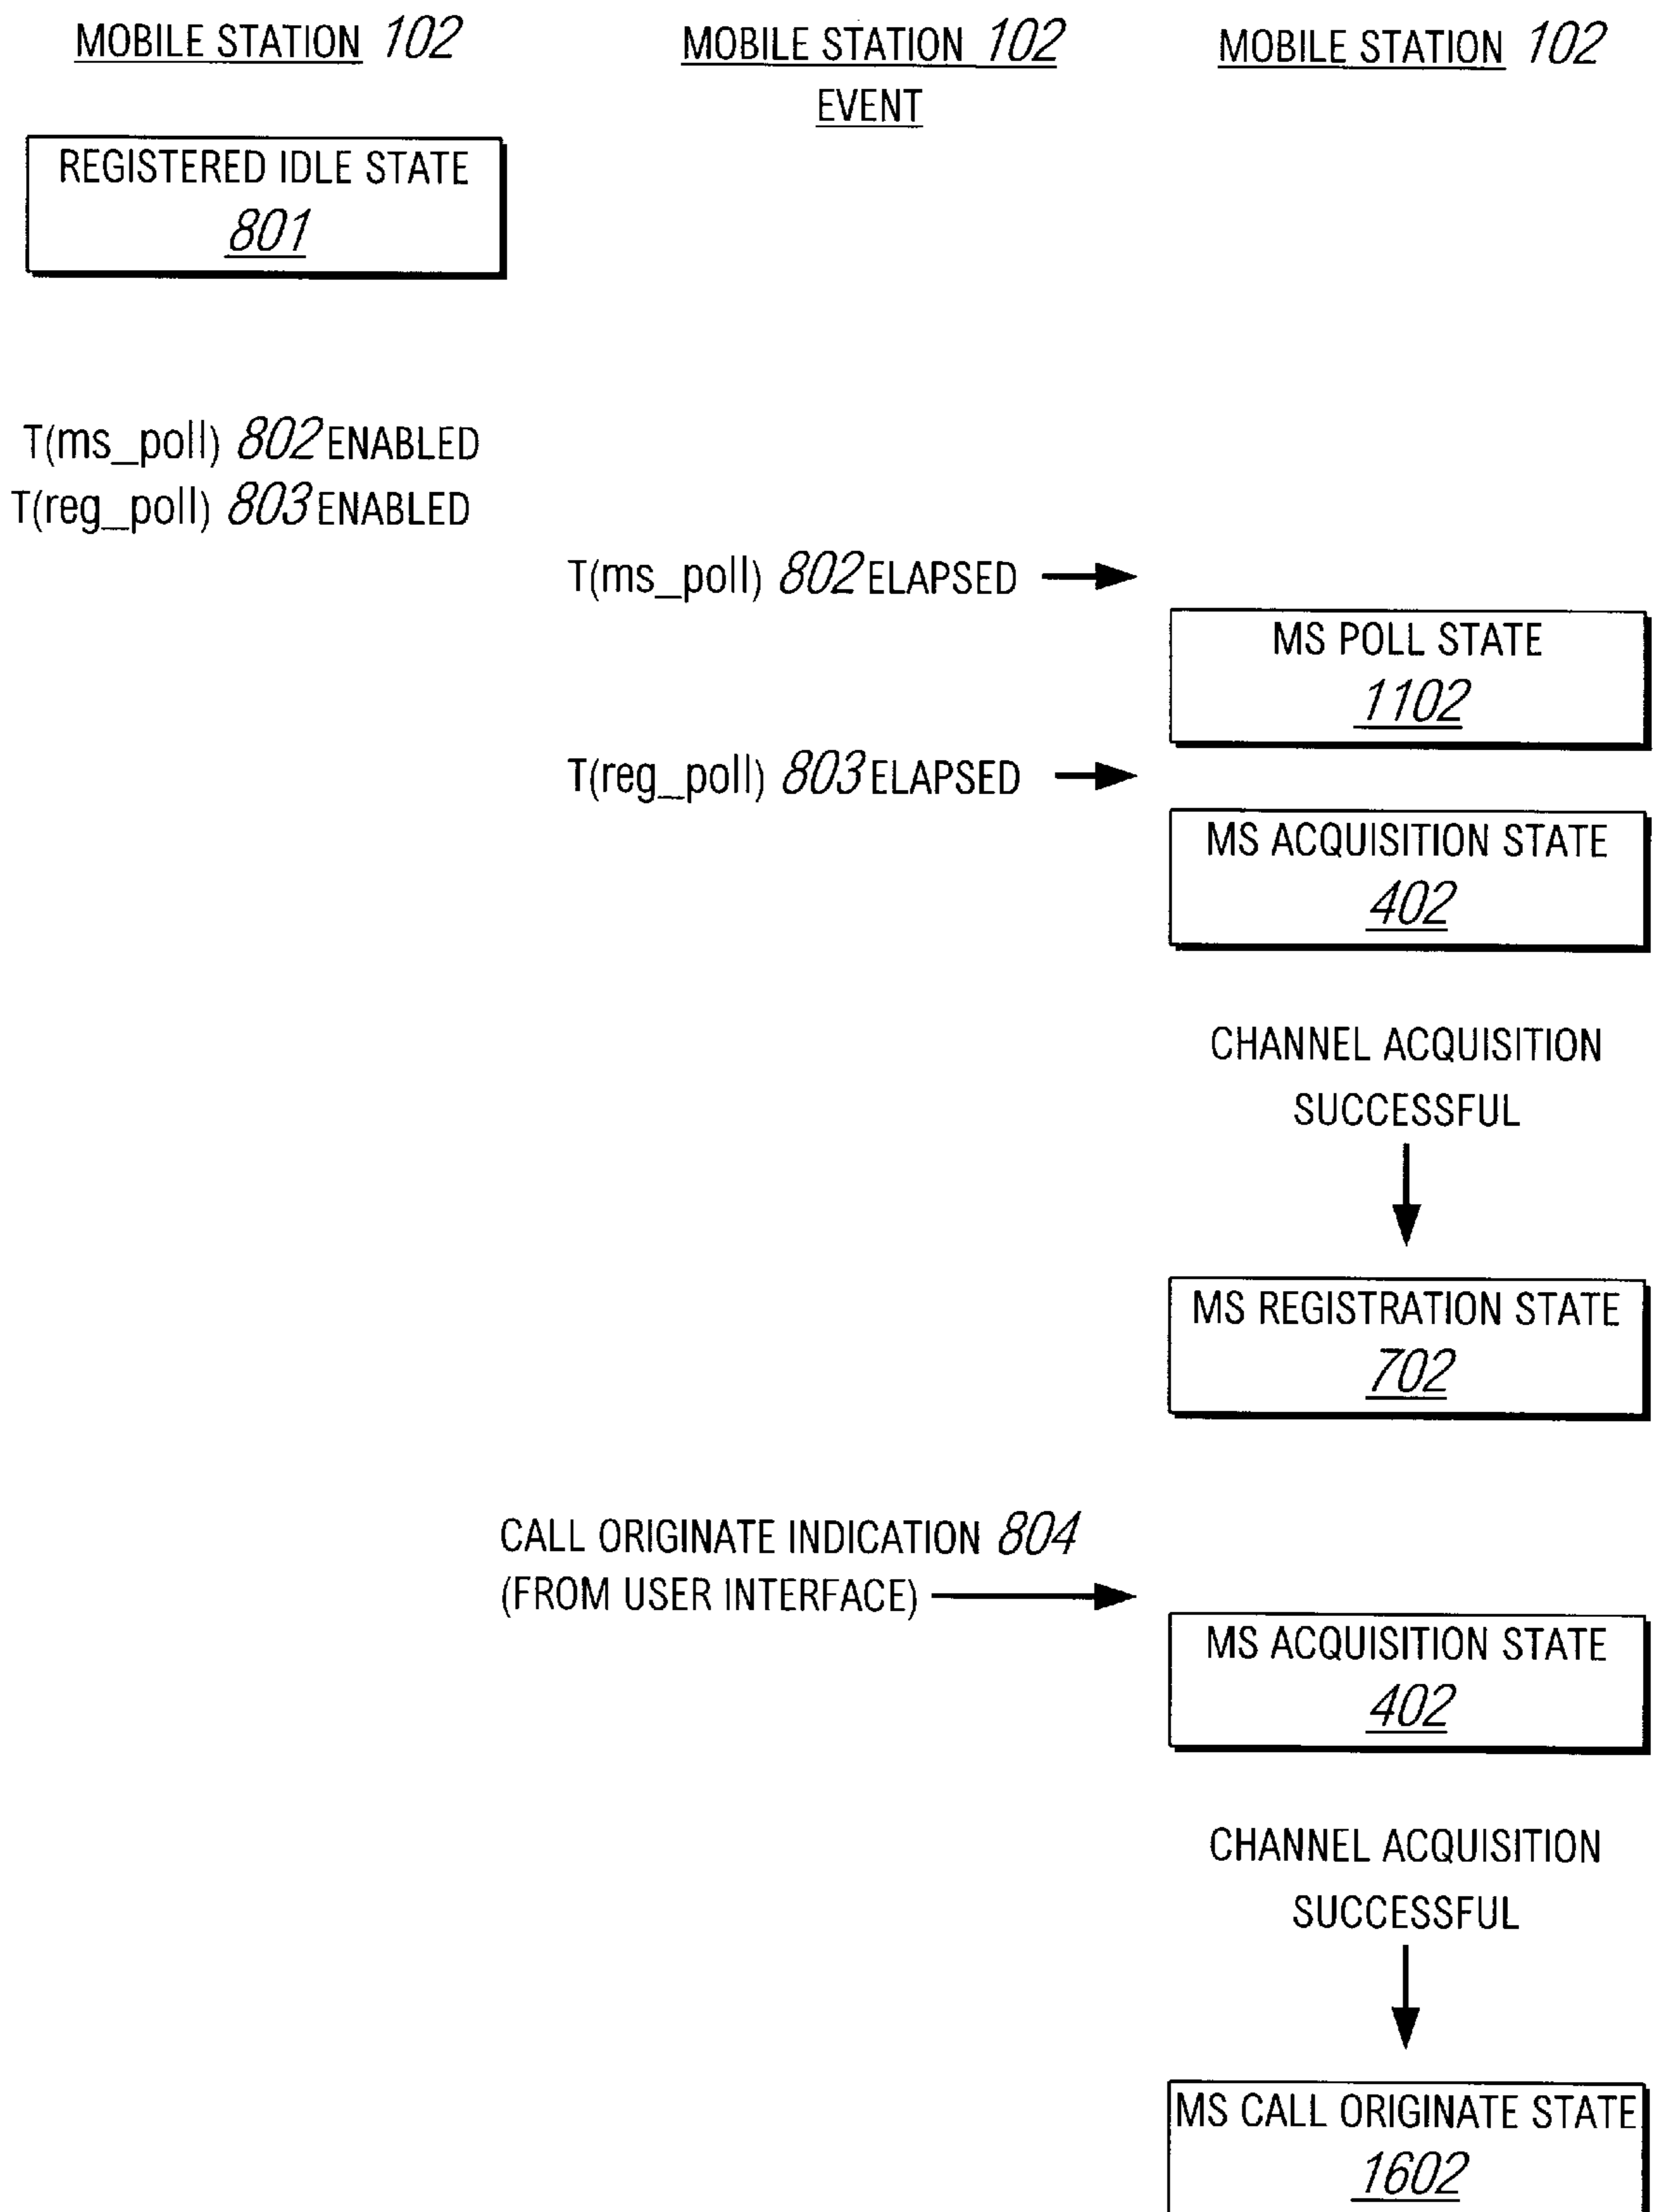 MOBILE STATION 102
MOBILE STATION 102
EVENT
MOBILE STATION 102
REGISTERED IDLE STATE
801
T(ms_poll) 802 ENABLED
T(reg_poll) 803 ENABLED
T(ms_poll) 802 ELAPSED
MS POLL STATE
1102
T(reg_poll) 803 ELAPSED
MS ACQUISITION STATE
402
CHANNEL ACQUISITION
SUCCESSFUL
MS REGISTRATION STATE
702
CALL ORIGINATE INDICATION 804
(FROM USER INTERFACE)
MS ACQUISITION STATE
402
CHANNEL ACQUISITION
SUCCESSFUL
MS CALL ORIGINATE STATE
1602